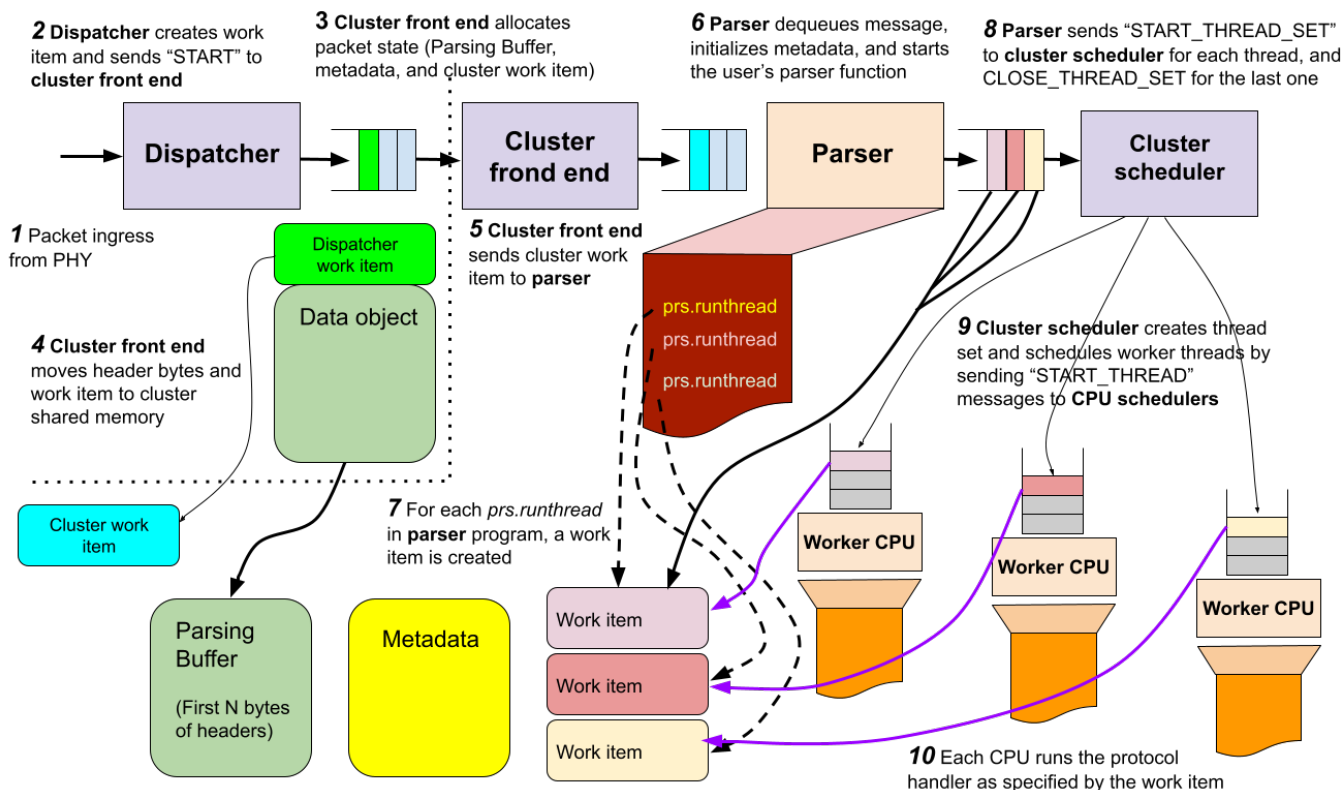 2 Dispatcher creates work
item and sends “START” to
cluster front end
3 Cluster front end allocates
packet state (Parsing Buffer,
metadata, and cluster work item)
6 Parser dequeues message,
initializes metadata, and starts
the user’s parser function
8 Parser sends “START_THREAD_SET”
to cluster scheduler for each thread, and
CLOSE_THREAD_SET for the last one
Dispatcher
Cluster
frond end
Parser
Cluster
scheduler
1 Packet ingress
from PHY
Dispatcher
work item
Data object
5 Cluster front end
sends cluster work
item to parser
prs.runthread
prs.runthread
prs.runthread
4 Cluster front end
moves header bytes and
work item to cluster
shared memory
9 Cluster scheduler creates thread
set and schedules worker threads by
sending “START_THREAD”
messages to CPU schedulers
Cluster work
item
7 For each prs.runthread
in parser program, a work
item is created
Worker CPU
Worker CPU
Worker CPU
Parsing
Buffer
(First N bytes
of headers)
Metadata
Work item
Work item
Work item
10 Each CPU runs the protocol
handler as specified by the work item